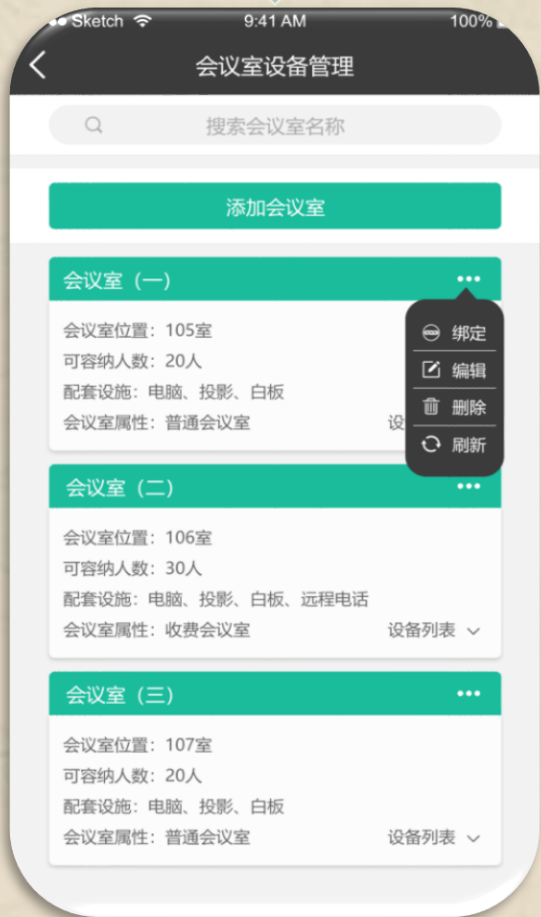 Sketch 9:41 AM 100%
会议室设备管理
搜索会议室名称
添加会议室
会议室（一）
会议室位置：105室
可容纳人数：20人
配套设施：电脑、投影、白板
会议室属性：普通会议室 设
绑定
编辑
删除
刷新
会议室（二）
会议室位置：106室
可容纳人数：30人
配套设施：电脑、投影、白板、远程电话
会议室属性：收费会议室 设备列表
会议室（三）
会议室位置：107室
可容纳人数：20人
配套设施：电脑、投影、白板
会议室属性：普通会议室 设备列表